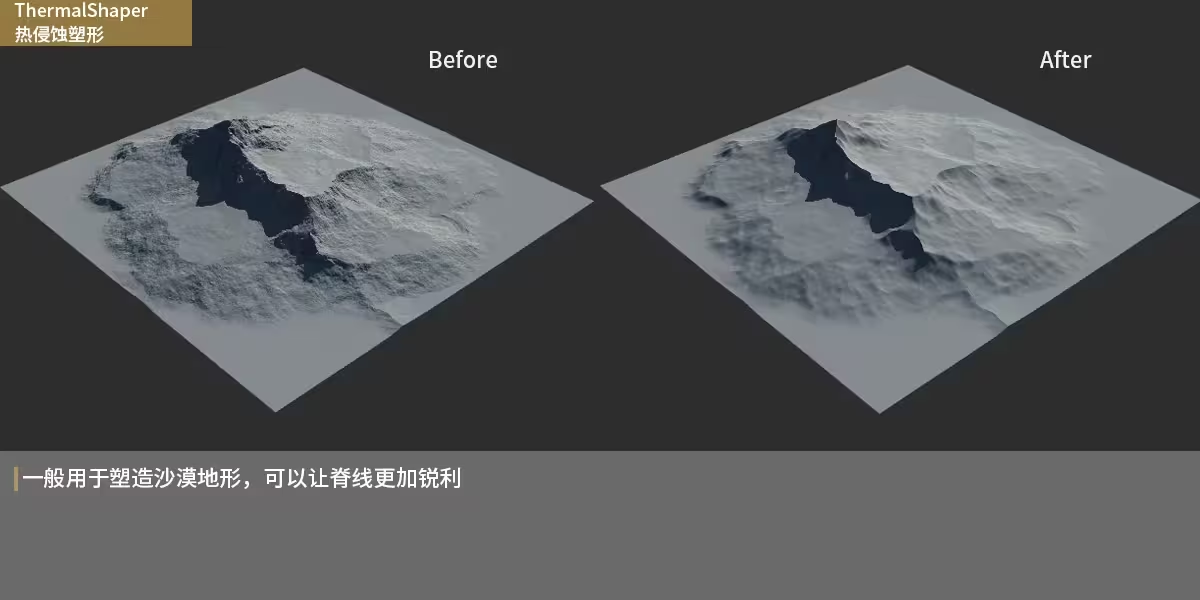 ThermalShaper
热侵蚀塑形
Before
After
一般用于塑造沙漠地形，可以让脊线更加锐利